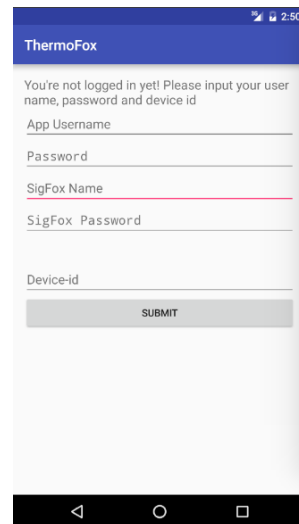 3G 2:50
ThermoFox
You're not logged in yet! Please input your user
name, password and device id
App Username
Password
SigFox Name
SigFox Password
Device-id
SUBMIT